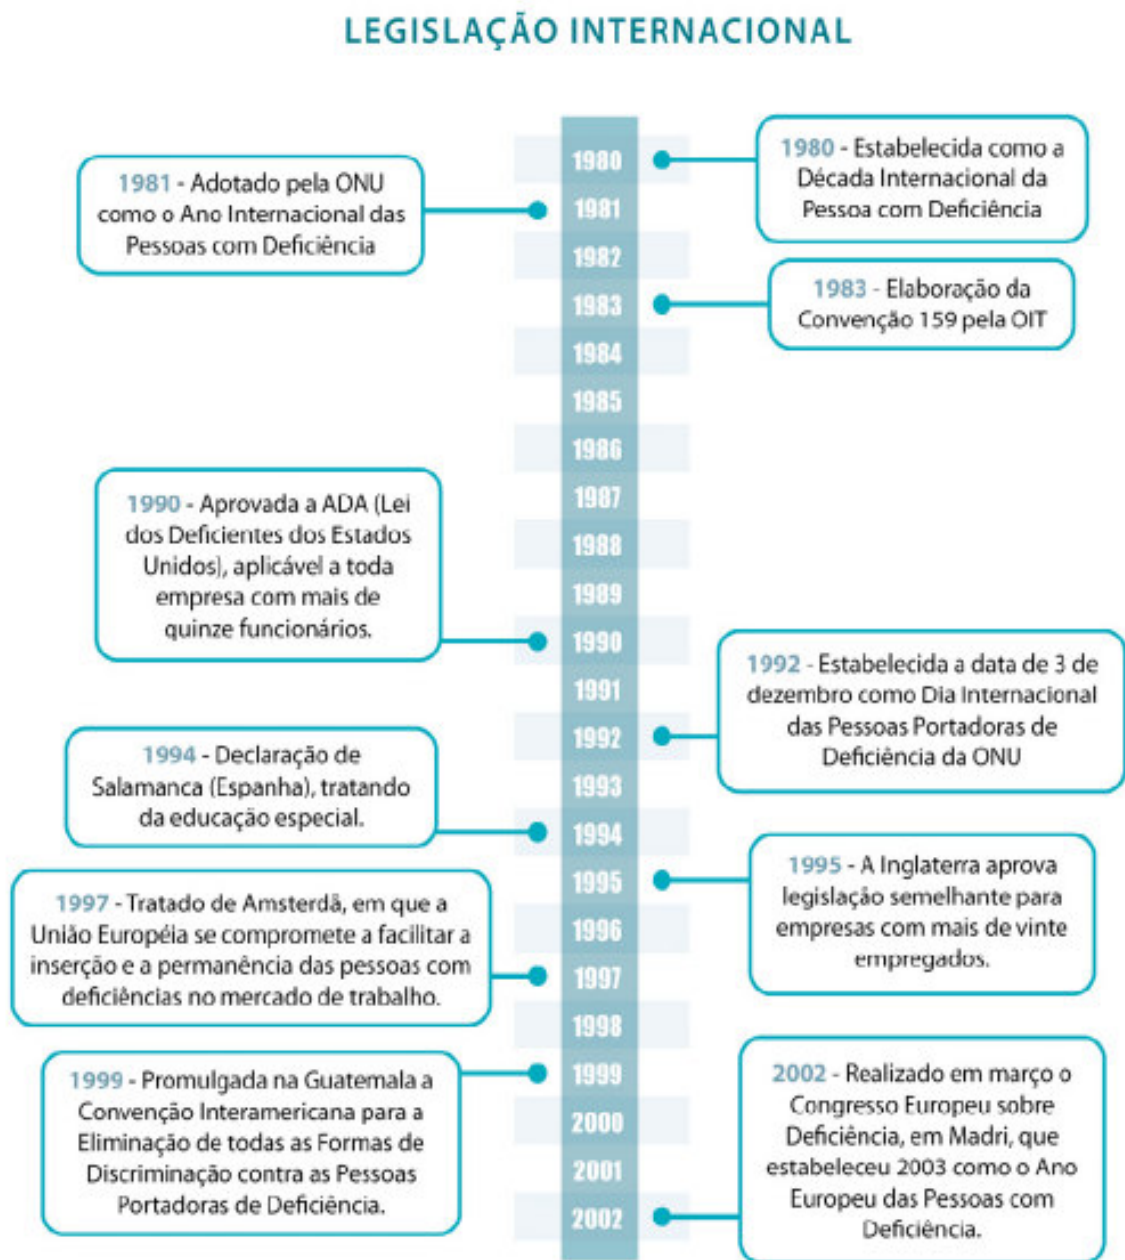 LEGISLAÇÃO INTERNACIONAL
1980 - Estabelecida como a
Década Internacional da
Pessoa com Deficiência
1981 - Adotado pela ONU
como o Ano Internacional das
Pessoas com Deficiência
1983 - Elaboração da
Convenção 159 pela OIT
1990 - Aprovada a ADA (Lei
dos Deficientes dos Estados
Unidos), aplicável a toda
empresa com mais de
quinze funcionários.
1992 - Estabelecida a data de 3 de
dezembro como Dia Internacional
das Pessoas Portadoras de
Deficiência da ONU
1994 - Declaração de
Salamanca (Espanha), tratando
da educação especial.
1995 - A Inglaterra aprova
legislação semelhante para
empresas com mais de vinte
empregados.
1997 - Tratado de Amsterdã, em que a
União Européia se compromete a facilitar a
inserção e a permanência das pessoas com
deficiências no mercado de trabalho.
1999 - Promulgada na Guatemala a
Convenção Interamericana para a
Eliminação de todas as Formas de
Discriminação contra as Pessoas
Portadoras de Deficiência.
2002 - Realizado em março o
Congresso Europeu sobre
Deficiência, em Madri, que
estabeleceu 2003 como o Ano
Europeu das Pessoas com
Deficiência.
1980
1981
1982
1983
1984
1985
1986
1987
1988
1989
1990
1991
1992
1993
1994
1995
1996
1997
1998
1999
2000
2001
2002